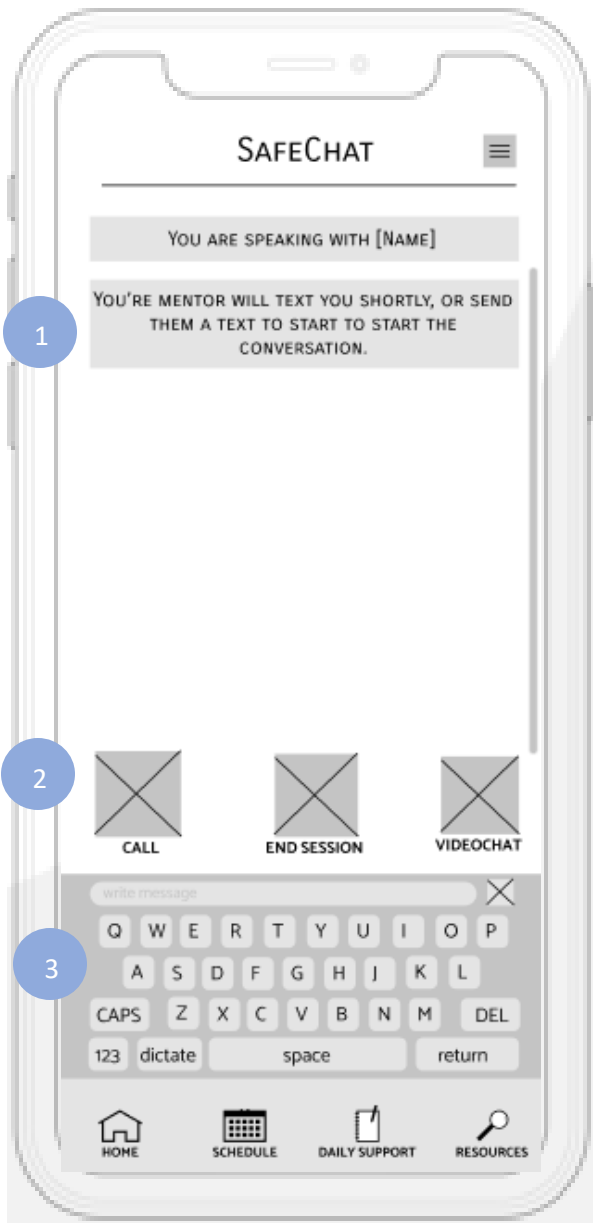 SafeChat
You are speaking with [Name]
You're mentor will text you shortly, or send
them a text to start to start the
conversation.
1
2
CALL END SESSION VIDEOCHAT
write message
Q W E R T Y U I O P
3
A S D F G H J K L
CAPS Z X C V B N M DEL
123 dictate space return
HOME SCHEDULE DAILY SUPPORT RESOURCES